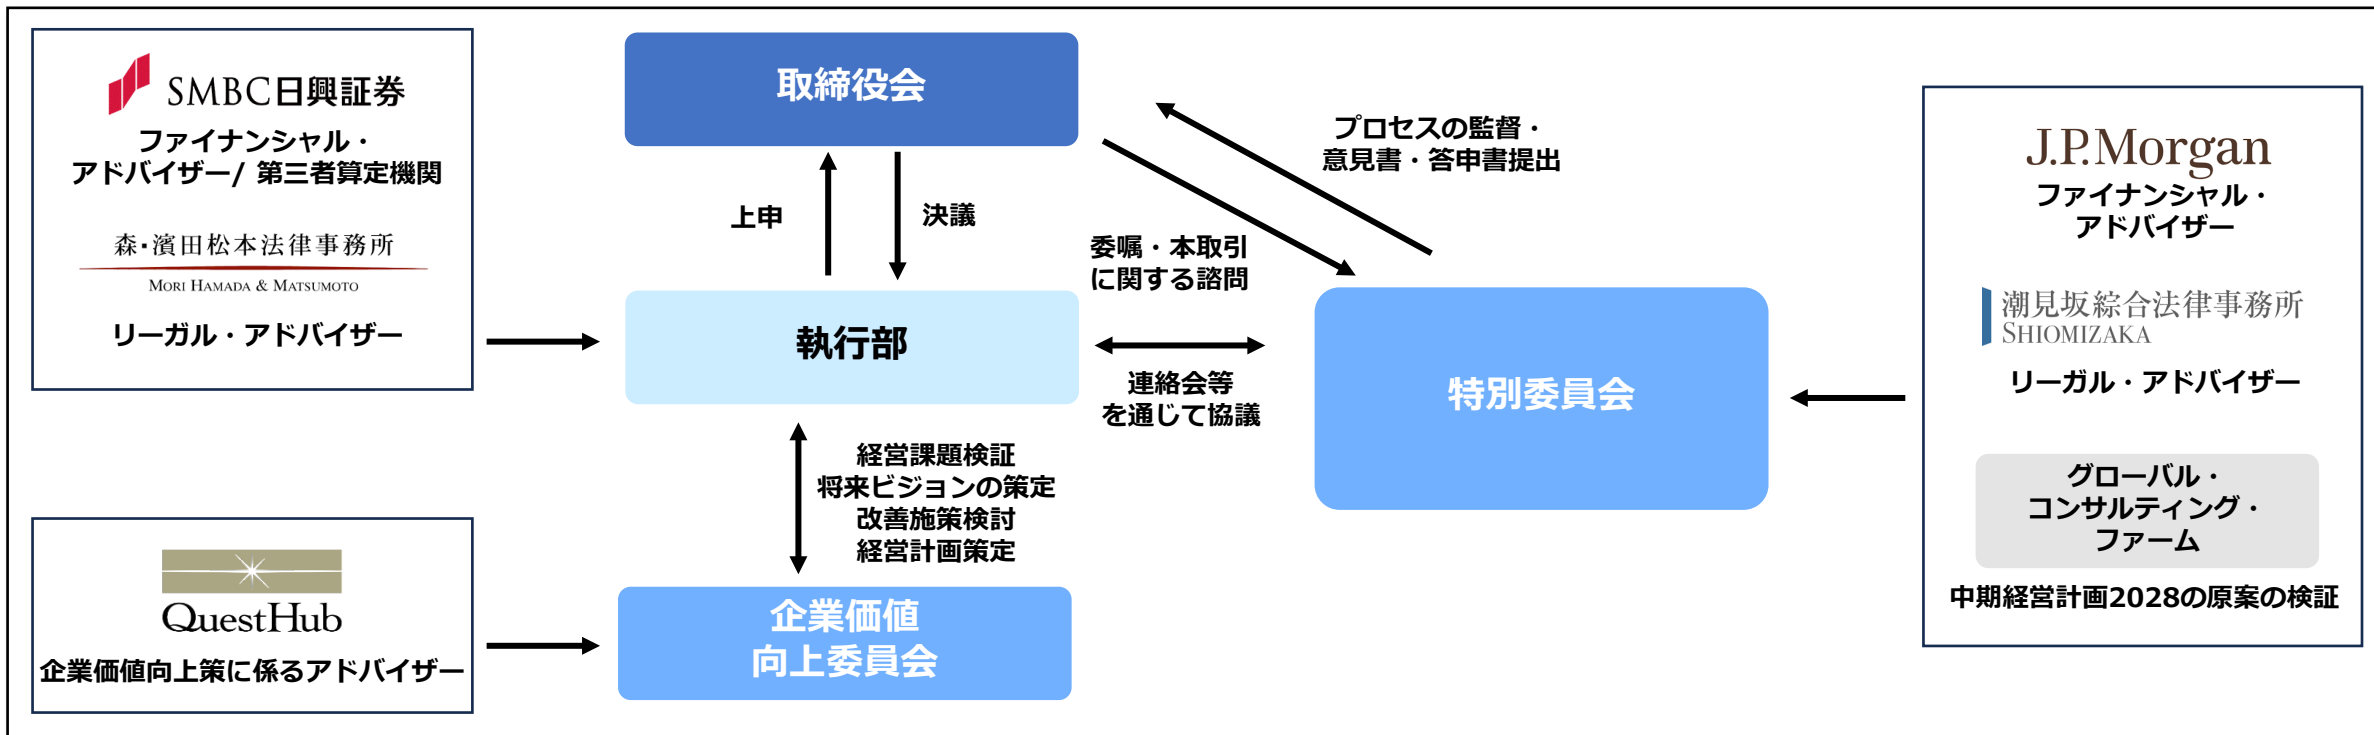 SMBC日興証券
ファイナンシャル・
アドバイザー/ 第三者算定機関
森・濱田松本法律事務所
MORI HAMADA & MATSUMOTO
リーガル・アドバイザー
QuestHub
企業価値向上策に係るアドバイザー
取締役会
上申
決議
執行部
経営課題検証
将来ビジョンの策定
改善施策検討
経営計画策定
企業価値
向上委員会
プロセスの監督・
意見書・答申書提出
委嘱・本取引
に関する諮問
連絡会等
を通じて協議
特別委員会
J.P.Morgan
ファイナンシャル・
アドバイザー
潮見坂綜合法律事務所
SHIOMIZAKA
リーガル・アドバイザー
グローバル・
コンサルティング・
ファーム
中期経営計画2028の原案の検証